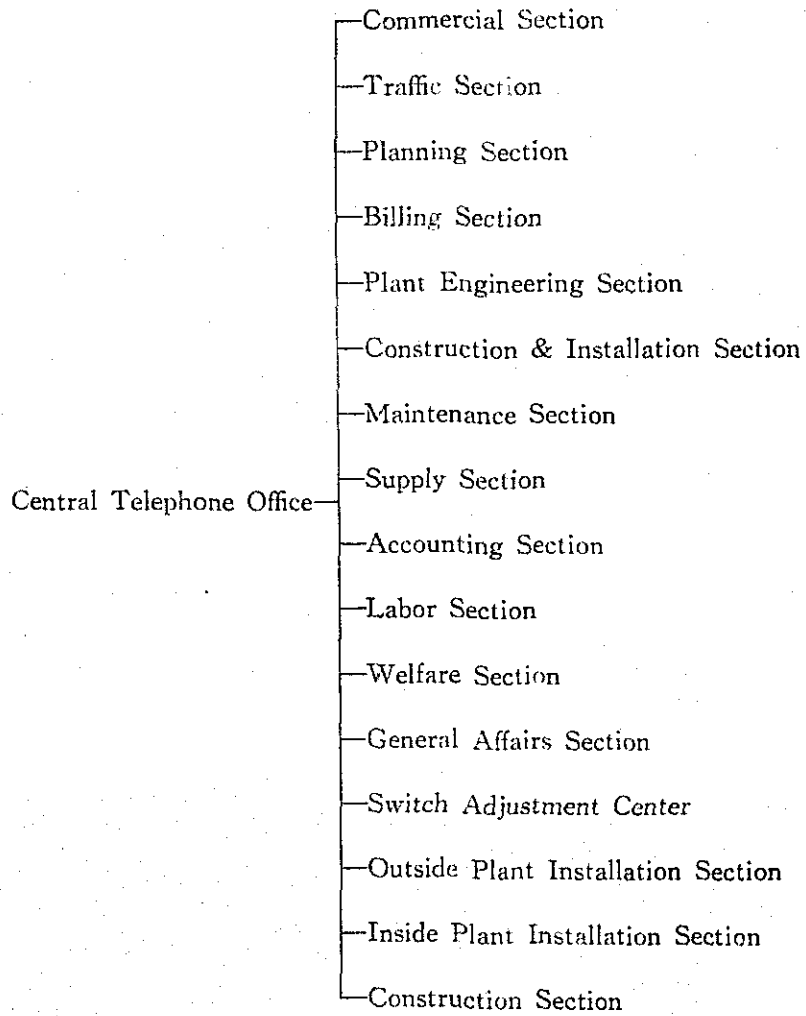 Commercial Section
Traffic Section
Planning Section
Billing Section
Plant Engineering Section
Construction & Installation Section
Maintenance Section
Supply Section
Central Telephone Office
Accounting Section
Labor Section
Welfare Section
General Affairs Section
Switch Adjustment Center
Outside Plant Installation Section
Inside Plant Installation Section
Construction Section